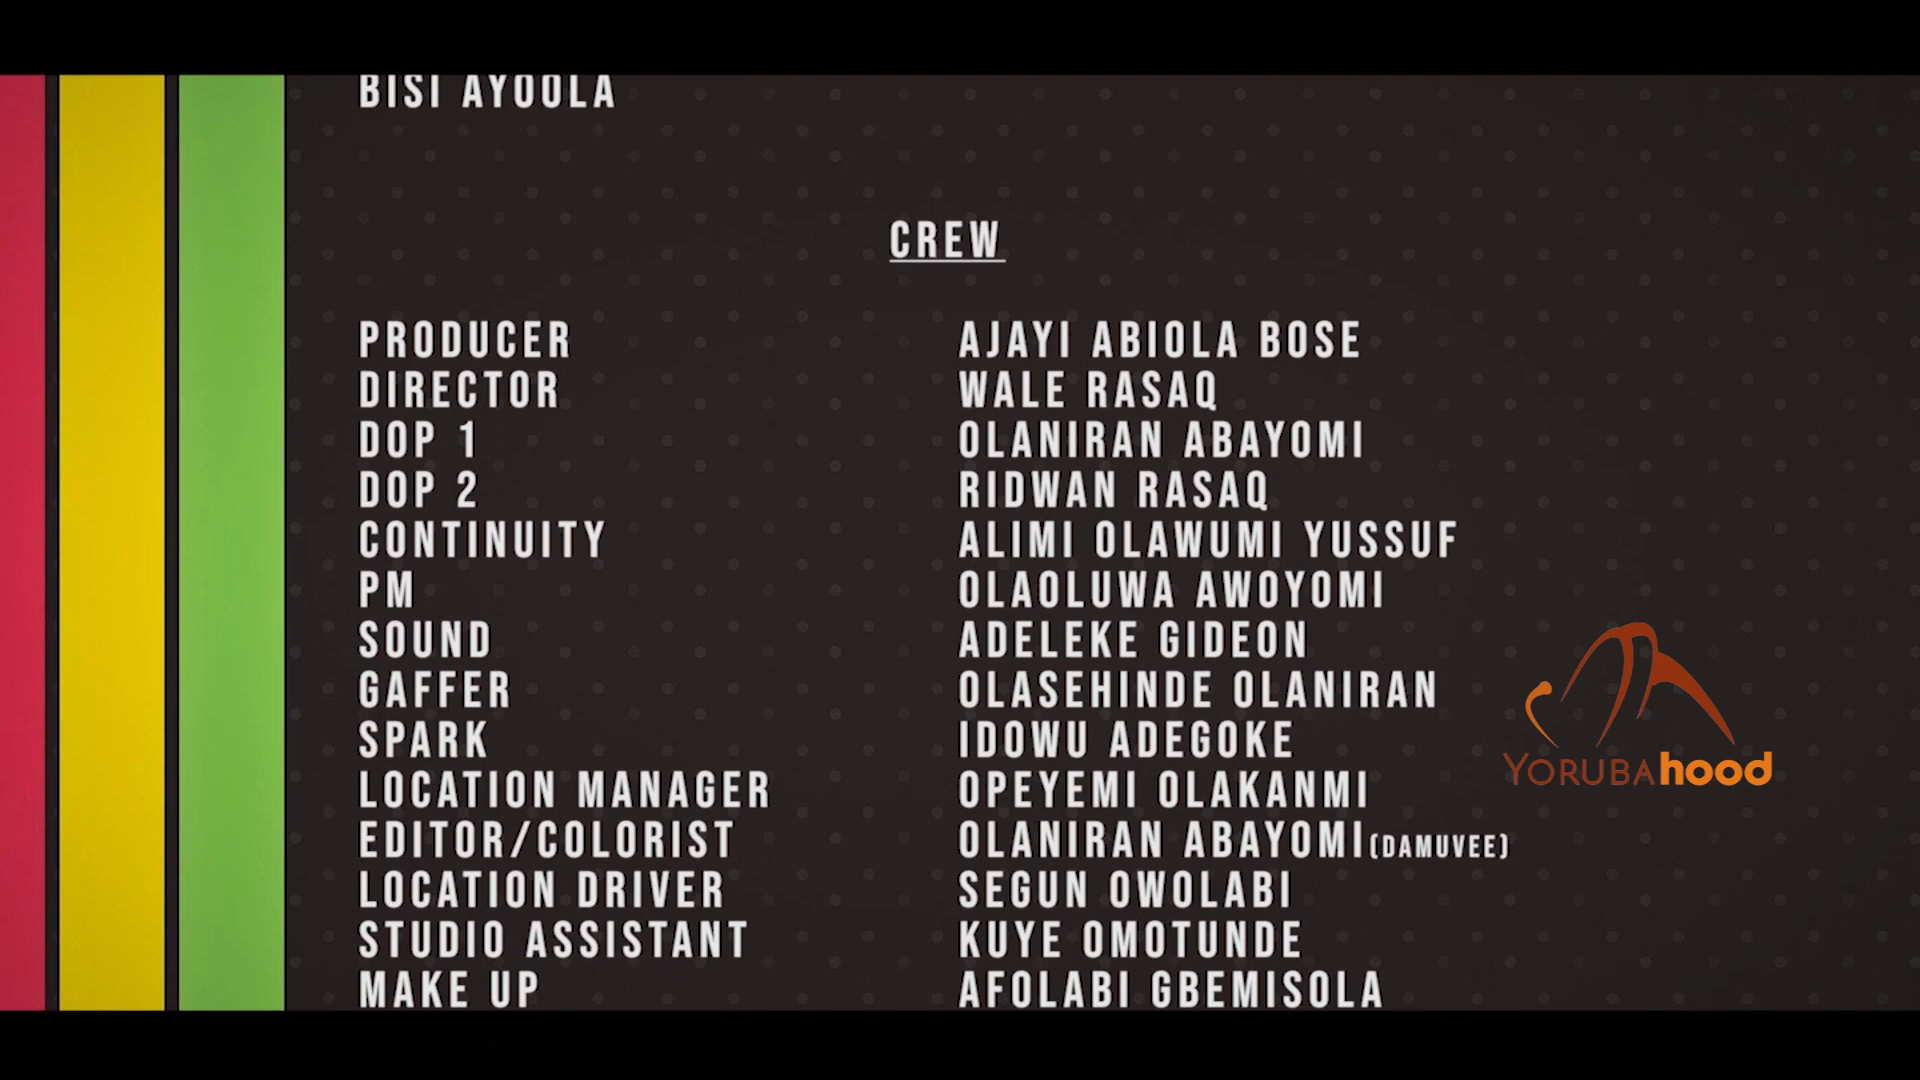 BISI AYOOLA
CREW
PRODUCER AJAYI ABIOLA BOSE
DIRECTOR WALE RASAQ
DOP 1 OLANIRAN ABAYOMI
DOP 2 RIDWAN RASAQ
CONTINUITY ALIMI OLAWUMI YUSSUF
PM OLAOLUWA AWOYOMI
SOUND ADELEKE GIDEON
GAFFER OLASEHINDE OLANIRAN
SPARK IDOWU ADEGOKE
LOCATION MANAGER OPEYEMI OLAKANMI
EDITOR/COLORIST OLANIRAN ABAYOMI(DAMUVEE)
LOCATION DRIVER SEGUN OWOLABI
STUDIO ASSISTANT KUYE OMOTUNDE
MAKE UP AFOLABI GBEMISOLA
YORUBAhood